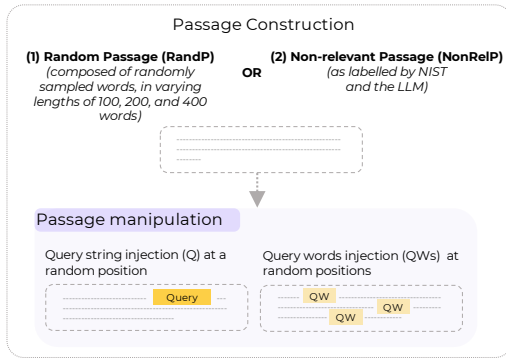 Passage Construction
(1) Random Passage (RandP)
(composed of randomly
sampled words, in varying
lengths of 100, 200, and 400
words)
OR
(2) Non-relevant Passage (NonRelP)
(as labelled by NIST
and the LLM)
Passage manipulation
Query string injection (Q) at a
random position
Query
Query words injection (QWs) at
random positions
QW
QW
QW